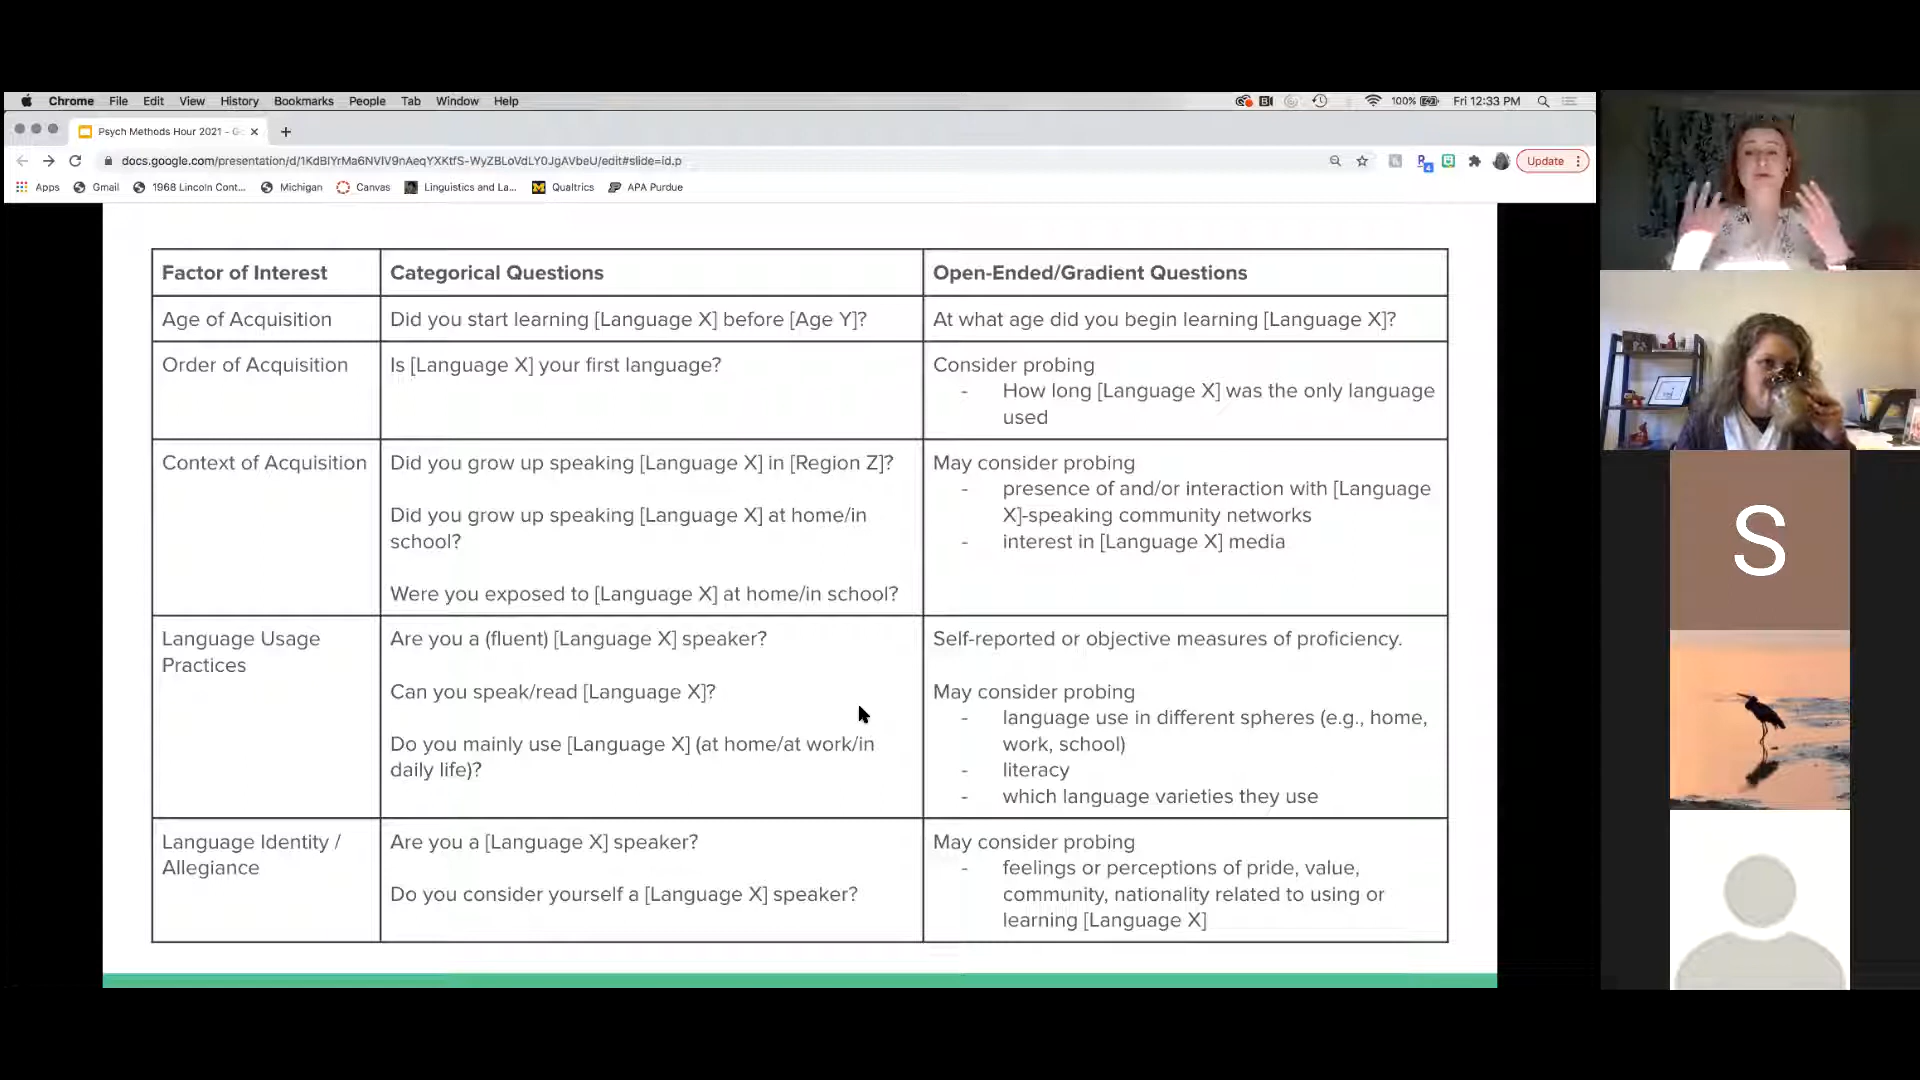 Chrome File Edit View History Bookmarks People Tab Window Help 100% Fri 12:33 PM
Psych Methods Hour 2021 - G
docs.google.com/presentation/d/1KdBlYrMa6NVlV9nAeqYXKtfS-WyZBLoVdLY0JgAVbeU/edit#slide=id.p Update
Apps Gmail 1968 Lincoln Cont... Michigan Canvas Linguistics and La... Qualtrics APA Purdue
Factor of Interest Categorical Questions Open-Ended/Gradient Questions
Age of Acquisition Did you start learning [Language X] before [Age Y]? At what age did you begin learning [Language X]?
Order of Acquisition Is [Language X] your first language? Consider probing
- How long [Language X] was the only language
used
Context of Acquisition Did you grow up speaking [Language X] in [Region Z]? May consider probing
- presence of and/or interaction with [Language
Did you grow up speaking [Language X] at home/in X]-speaking community networks
school? - interest in [Language X] media
Were you exposed to [Language X] at home/in school?
Language Usage Are you a (fluent) [Language X] speaker? Self-reported or objective measures of proficiency.
Practices
Can you speak/read [Language X]? May consider probing
- language use in different spheres (e.g., home,
Do you mainly use [Language X] (at home/at work/in work, school)
daily life)? - literacy
- which language varieties they use
Language Identity / Are you a [Language X] speaker? May consider probing
Allegiance - feelings or perceptions of pride, value,
Do you consider yourself a [Language X] speaker? community, nationality related to using or
learning [Language X]
S